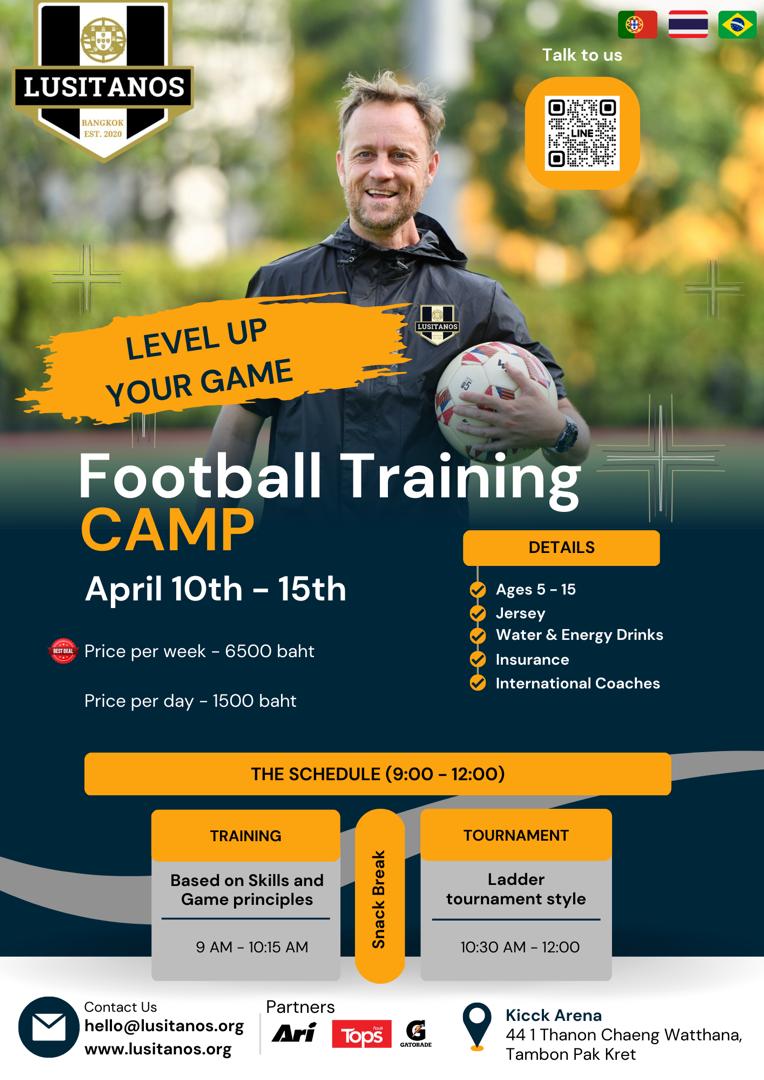 LUSITANOS
BANGKOK
EST. 2020
Talk to us
LINE
LUSITANOS
LEVEL UP
YOUR GAME
Football Training
CAMP
April 10th - 15th
BEST DEAL
Price per week - 6500 baht
Price per day - 1500 baht
DETAILS
Ages 5 - 15
Jersey
Water & Energy Drinks
Insurance
International Coaches
THE SCHEDULE (9:00 - 12:00)
TRAINING
Based on Skills and
Game principles
9 AM - 10:15 AM
Snack Break
TOURNAMENT
Ladder
tournament style
10:30 AM - 12:00
Contact Us
hello@lusitanos.org
www.lusitanos.org
Partners
Ari
Tops
G
GATORADE
Kicck Arena
44 1 Thanon Chaeng Watthana,
Tambon Pak Kret